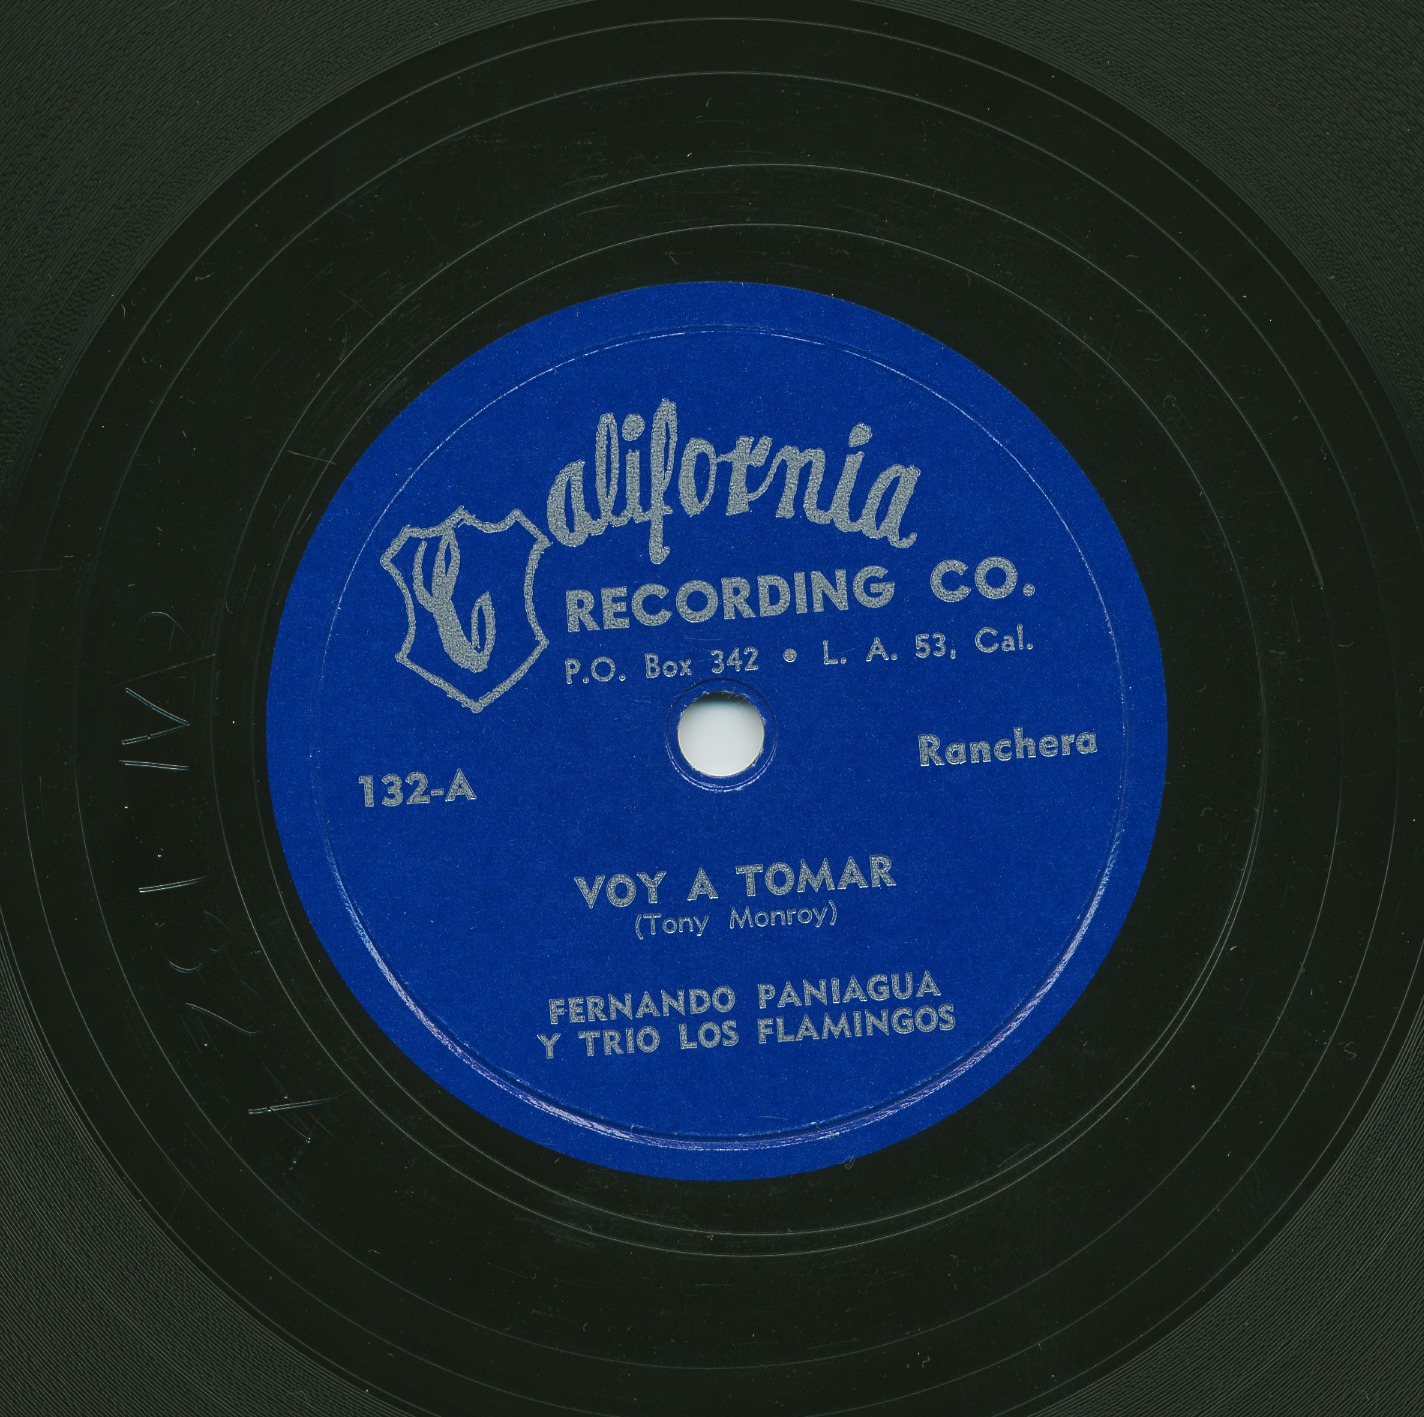 California
RECORDING CO.
P.O. Box 342 • L. A. 53, Cal.
Ranchera
132-A
VOY A TOMAR
(Tony Monroy)
FERNANDO PANIAGUA
Y TRIO LOS FLAMINGOS